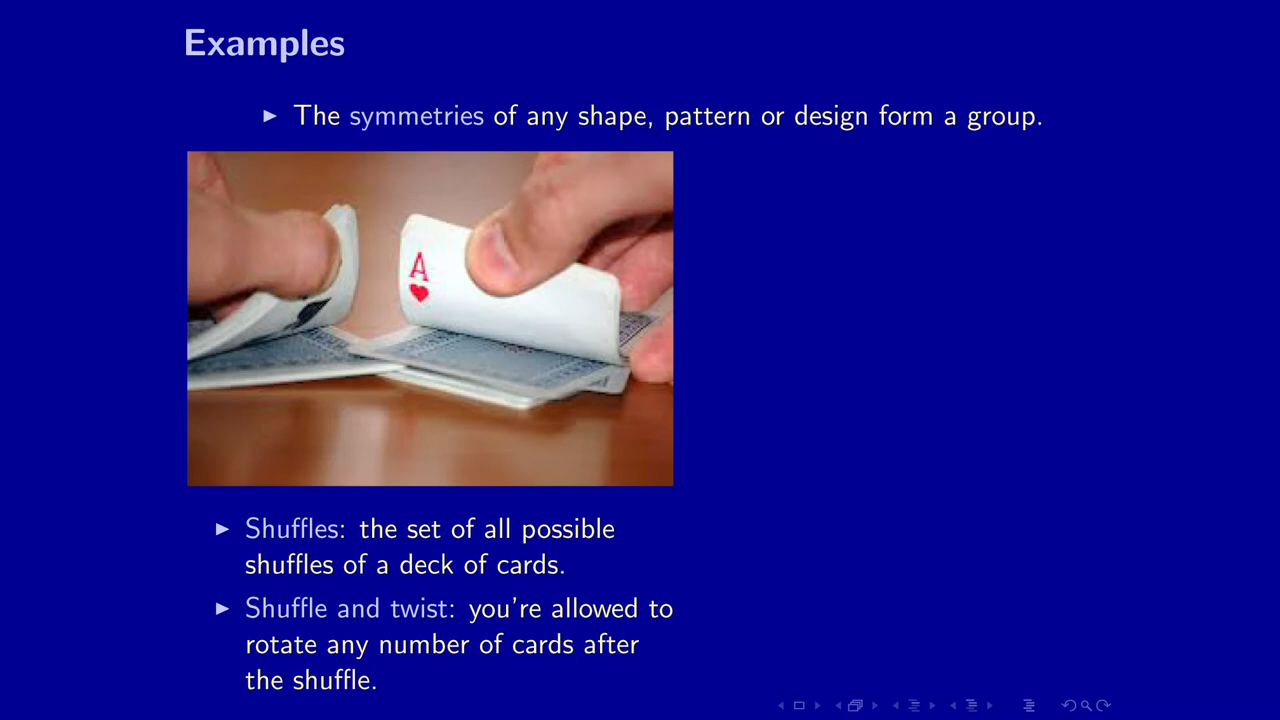 Examples
The symmetries of any shape, pattern or design form a group.
A
Shuffles: the set of all possible
shuffles of a deck of cards.
Shuffle and twist: you're allowed to
rotate any number of cards after
the shuffle.